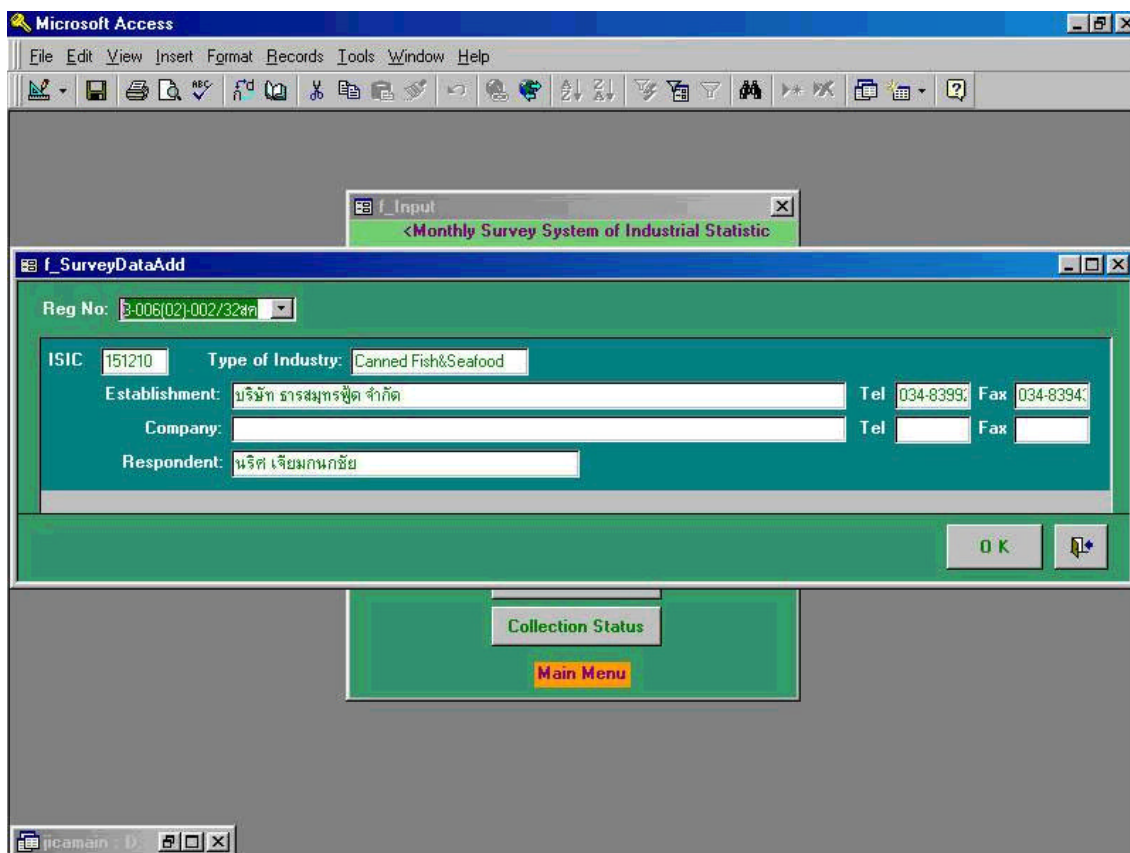 Microsoft Access
File Edit View Insert Format Records Tools Window Help
f_Input
<Monthly Survey System of Industrial Statistic
f_SurveyDataAdd
Reg No: 3-006(02)-002/32สค
ISIC 151210 Type of Industry: Canned Fish&Seafood
Establishment: บริษัท ธารสมุทรฟู้ด จำกัด Tel 034-8399 Fax 034-8394
Company: Tel Fax
Respondent: นริศ เจียมกนกชัย
O K
Collection Status
Main Menu
jicamain : D